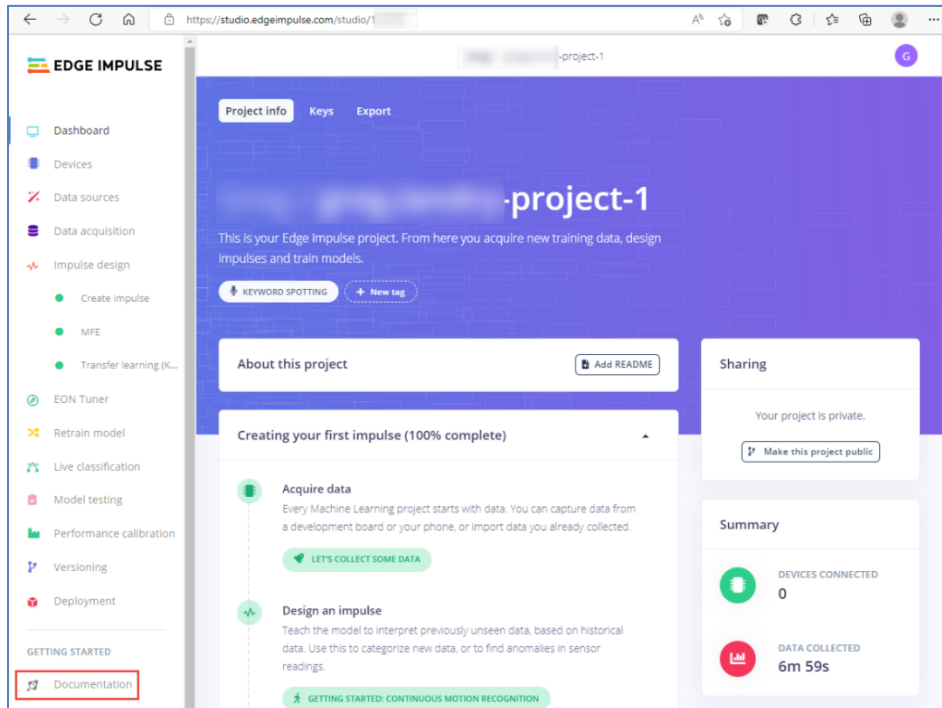 https://studio.edgeimpulse.com/studio/1
-project-1
G
EDGE IMPULSE
Dashboard
Devices
Data sources
Data acquisition
Impulse design
Create impulse
MFE
Transfer learning (K...
EON Tuner
Retrain model
Live classification
Model testing
Performance calibration
Versioning
Deployment
GETTING STARTED
Documentation
Project info Keys Export
-project-1
This is your Edge Impulse project. From here you acquire new training data, design
impulses and train models.
KEYWORD SPOTTING + New tag
About this project
Add README
Creating your first impulse (100% complete)
Acquire data
Every Machine Learning project starts with data. You can capture data from
a development board or your phone, or import data you already collected.
LET'S COLLECT SOME DATA
Design an impulse
Teach the model to interpret previously unseen data, based on historical
data. Use this to categorize new data, or to find anomalies in sensor
readings.
GETTING STARTED: CONTINUOUS MOTION RECOGNITION
Sharing
Your project is private.
Make this project public
Summary
DEVICES CONNECTED
0
DATA COLLECTED
6m 59s